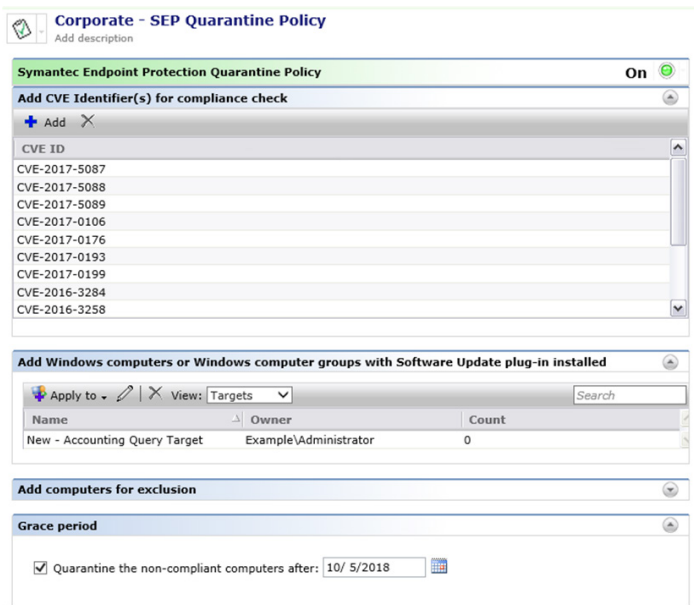 Corporate - SEP Quarantine Policy
Add description
Symantec Endpoint Protection Quarantine Policy On
Add CVE Identifier(s) for compliance check
Add
CVE ID
CVE-2017-5087
CVE-2017-5088
CVE-2017-5089
CVE-2017-0106
CVE-2017-0176
CVE-2017-0193
CVE-2017-0199
CVE-2016-3284
CVE-2016-3258
Add Windows computers or Windows computer groups with Software Update plug-in installed
Apply to View: Targets Search
Name Owner Count
New - Accounting Query Target Example\Administrator 0
Add computers for exclusion
Grace period
Quarantine the non-compliant computers after: 10/ 5/2018